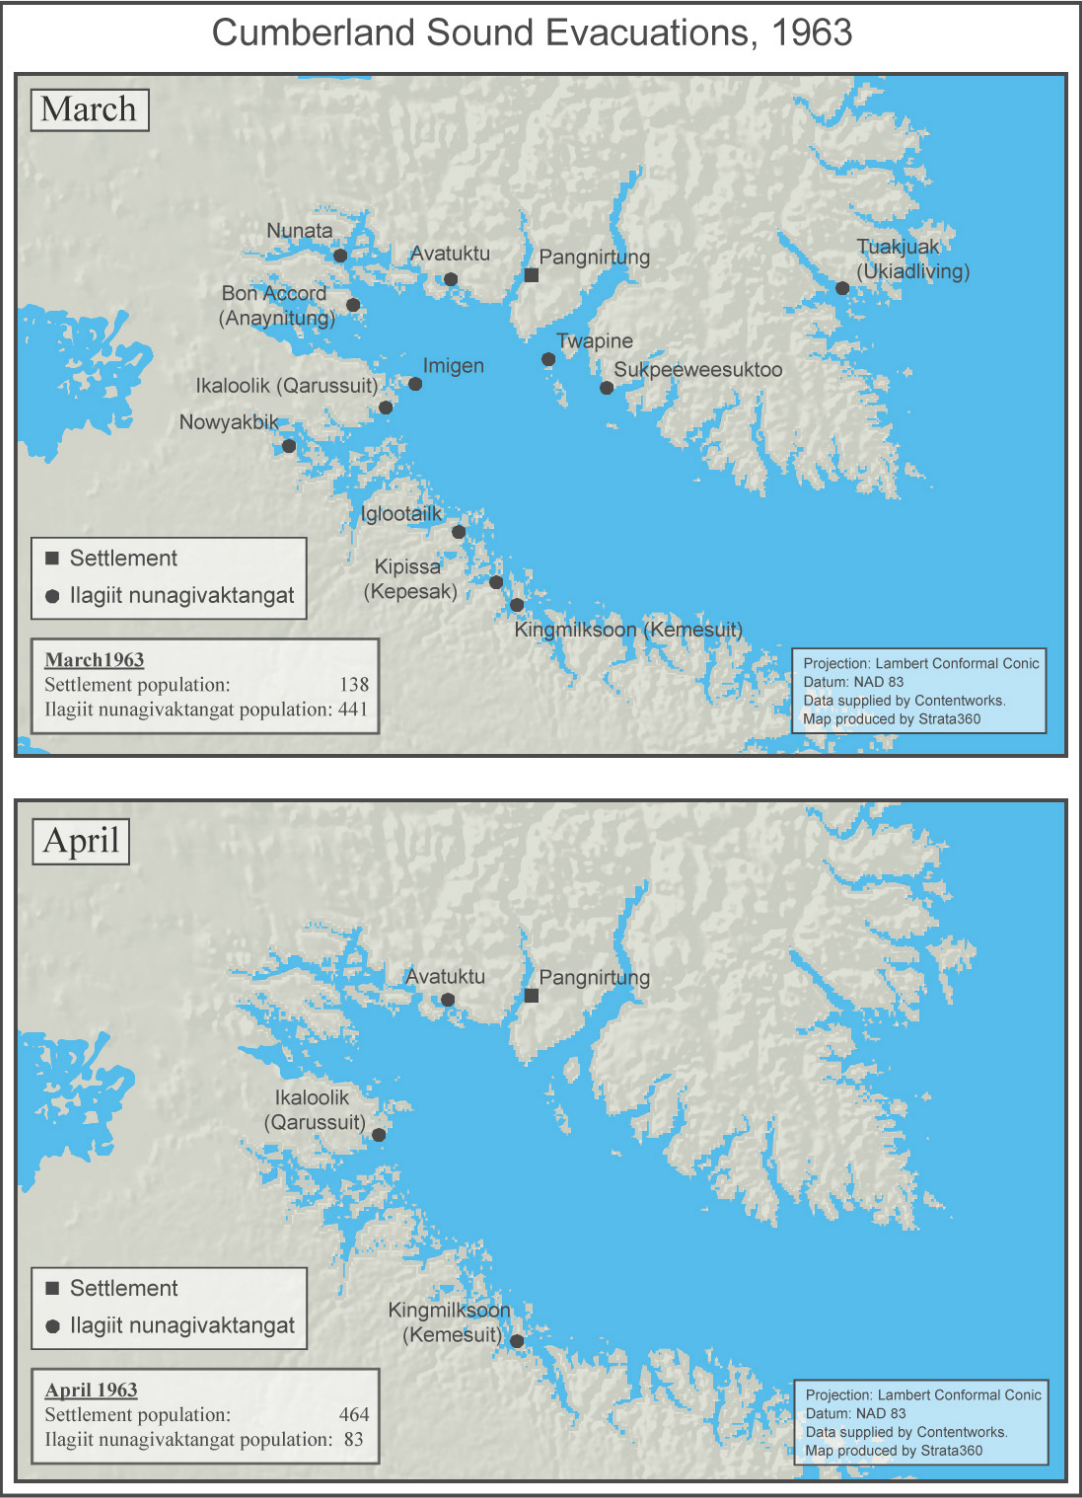 Cumberland Sound Evacuations, 1963
March
Nunata
Avatuktu
Pangnirtung
Tuakjuak
(Ukiadliving)
Bon Accord
(Anaynitung)
Twapine
Imigen
Sukpeeweesuktoo
Ikaloolik (Qarussuit)
Nowyakbik
Iglootailk
Kipissa
(Kepesak)
Kingmilksoon (Kemesuit)
Settlement
Ilagiit nunagivaktangat
March1963
Settlement population: 138
Ilagiit nunagivaktangat population: 441
Projection: Lambert Conformal Conic
Datum: NAD 83
Data supplied by Contentworks.
Map produced by Strata360
April
Avatuktu
Pangnirtung
Ikaloolik
(Qarussuit)
Kingmilksoon
(Kemesuit)
Settlement
Ilagiit nunagivaktangat
April 1963
Settlement population: 464
Ilagiit nunagivaktangat population: 83
Projection: Lambert Conformal Conic
Datum: NAD 83
Data supplied by Contentworks.
Map produced by Strata360